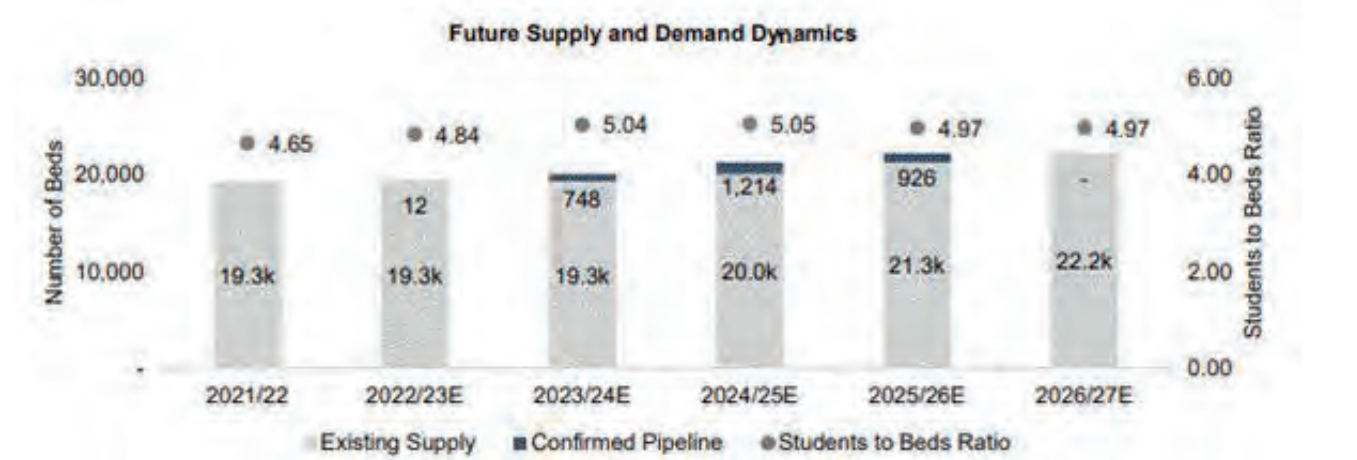 Future Supply and Demand Dynamics
30,000
20,000
10,000
-
Number of Beds
6.00
4.00
2.00
0.00
Students to Beds Ratio
4.65
4.84
5.04
5.05
4.97
4.97
12
748
1,214
926
-
19.3k
19.3k
19.3k
20.0k
21.3k
22.2k
2021/22
2022/23E
2023/24E
2024/25E
2025/26E
2026/27E
Existing Supply
Confirmed Pipeline
Students to Beds Ratio